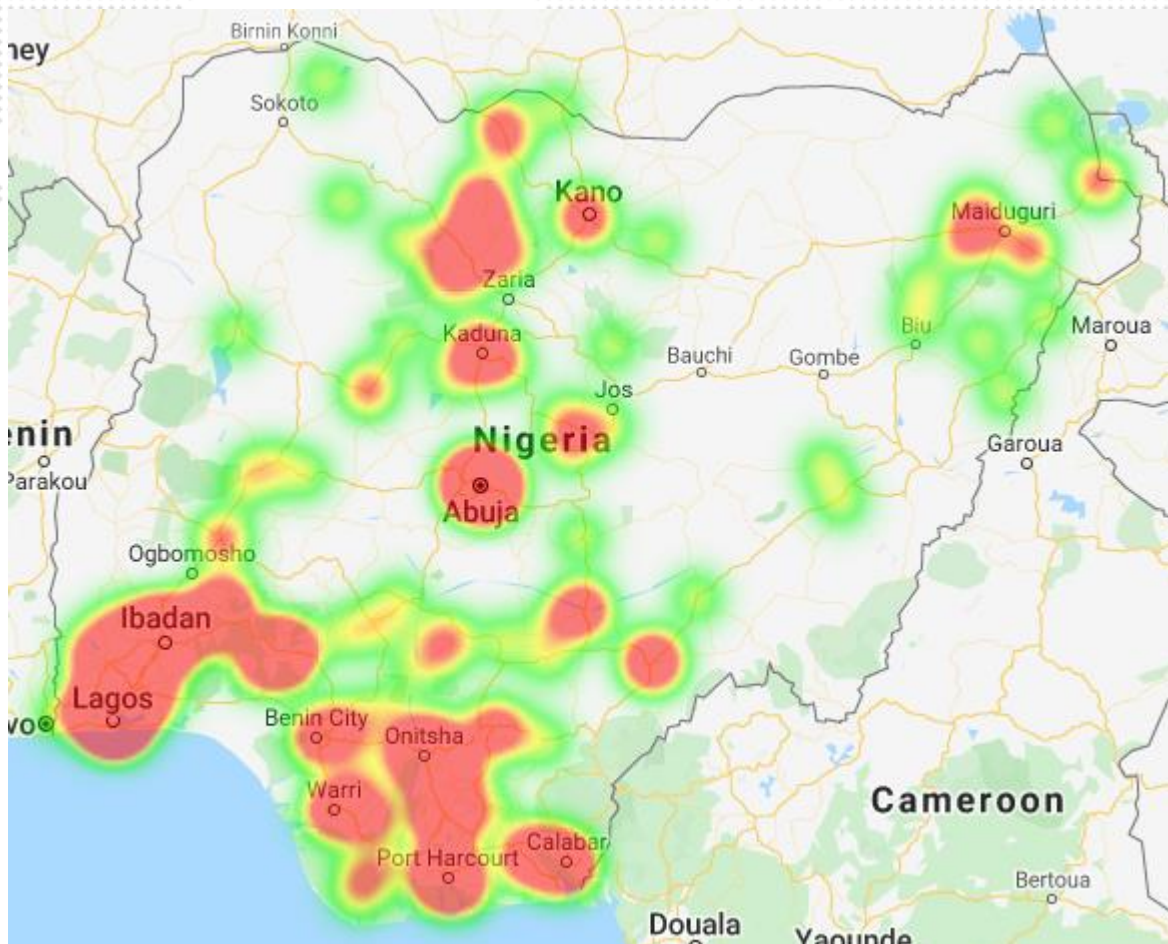 Birnin Konni
ney
Sokoto
Kano
Maiduguri
Zaria
Kaduna
Biu
Maroua
Bauchi
Gombe
Jos
enin
Nigeria
Garoua
Parakou
Abuja
Ogbomosho
Ibadan
Lagos
vo
Benin City
Onitsha
Warri
Cameroon
Calabar
Port Harcourt
Bertoua
Douala
Yaounde